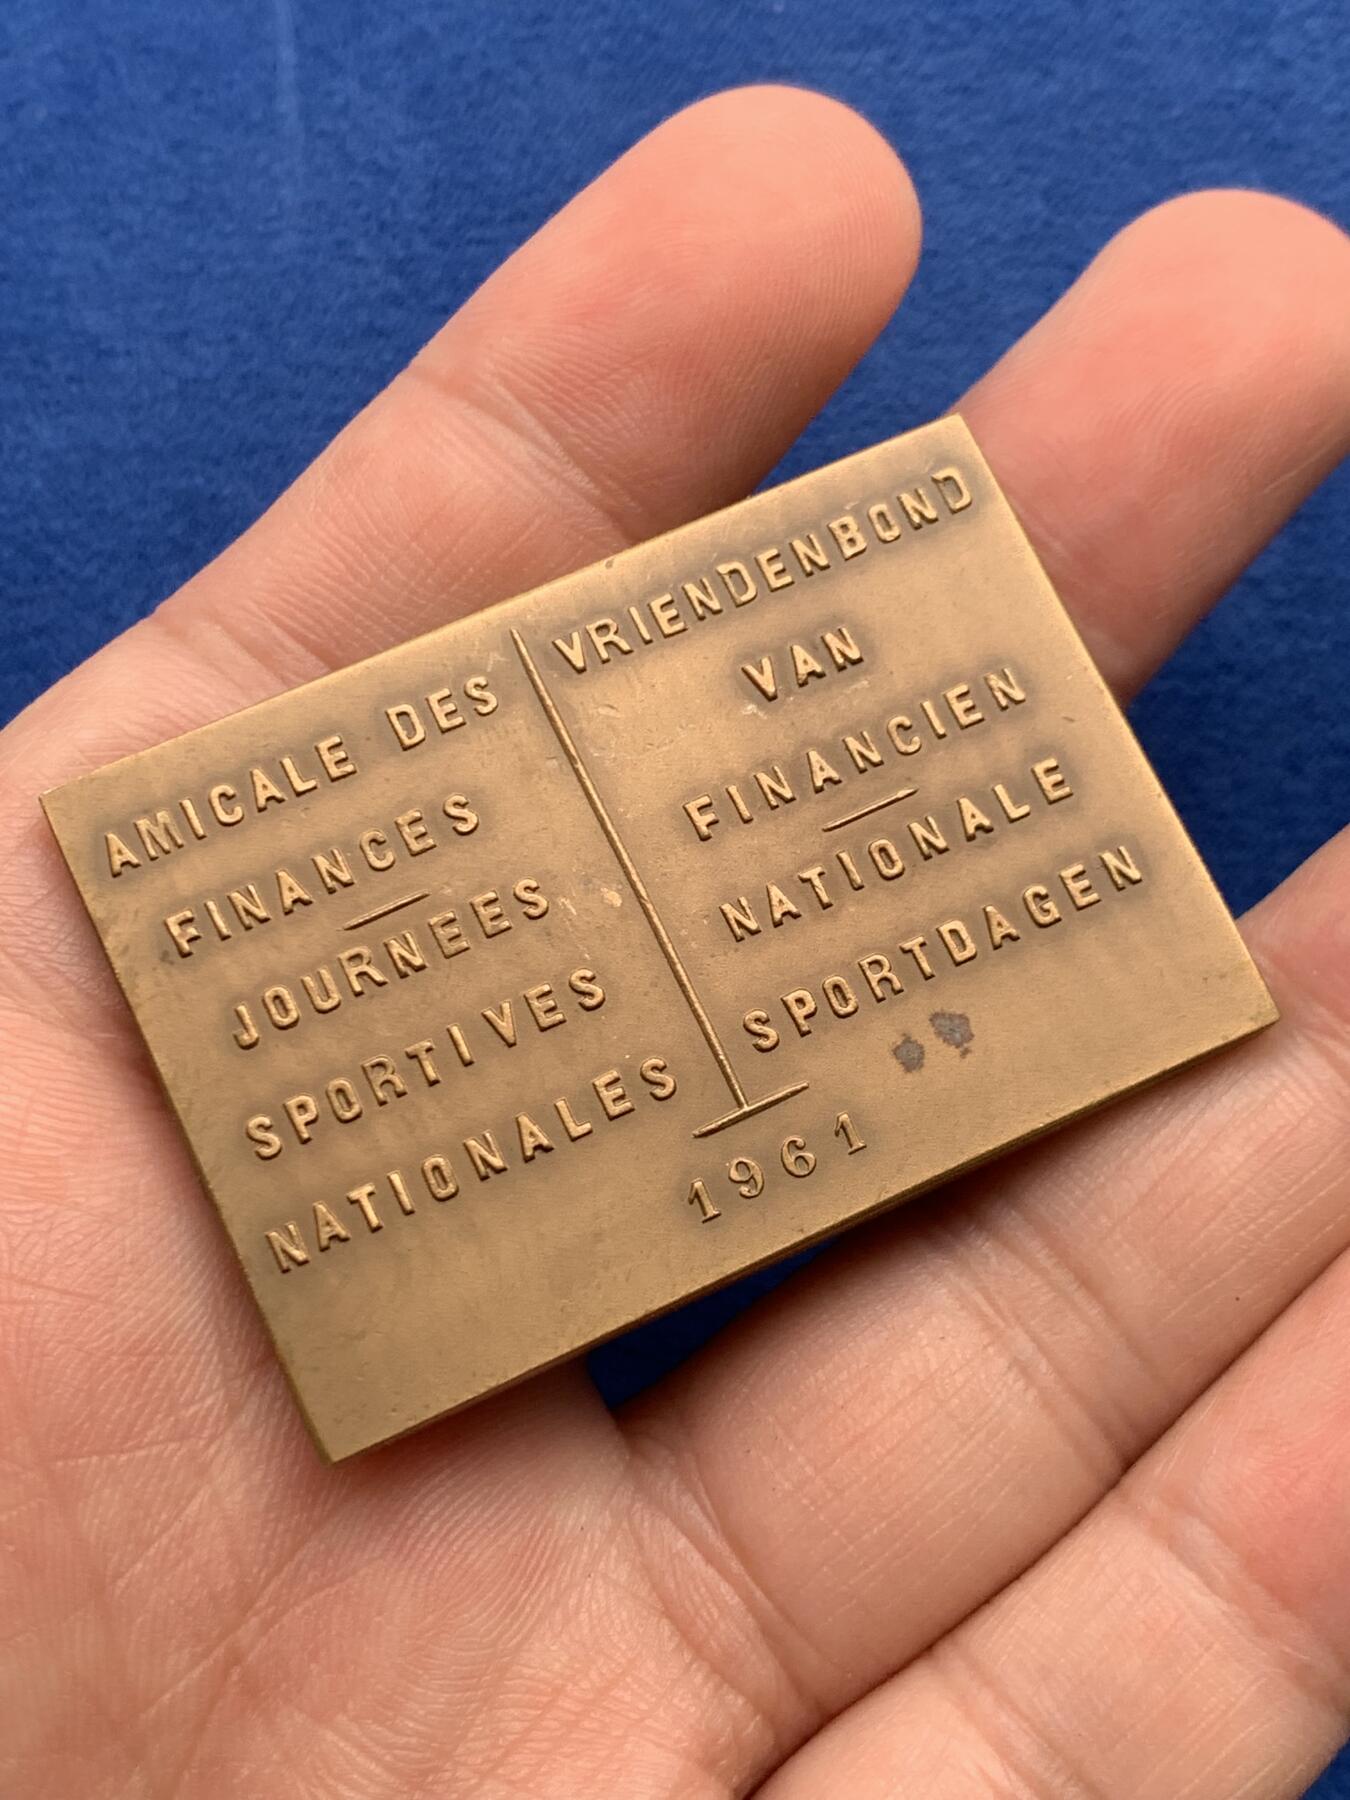 AMICALE DES
FINANCES
JOURNEES
SPORTIVES
NATIONALES
VRIENDENBOND
VAN
FINANCIEN
NATIONALE
SPORTDAGEN
1961